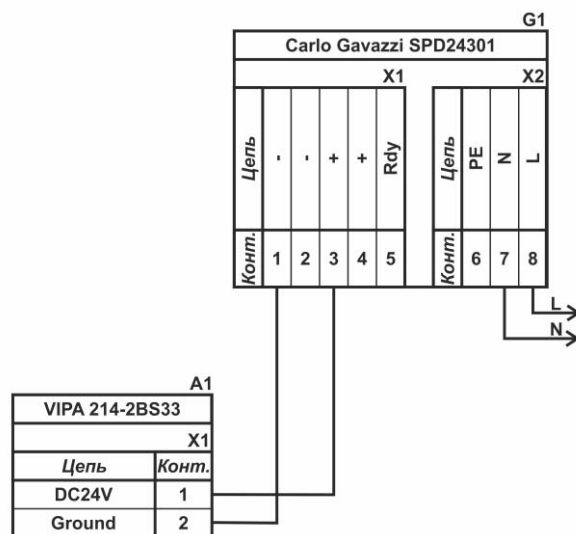 G1
Carlo Gavazzi SPD24301
X1 X2
Цепь - - + + Rdy Цепь PE N L
Конт. 1 2 3 4 5 Конт. 6 7 8
L
N
A1
VIPA 214-2BS33
X1
Цепь Конт.
DC24V 1
Ground 2